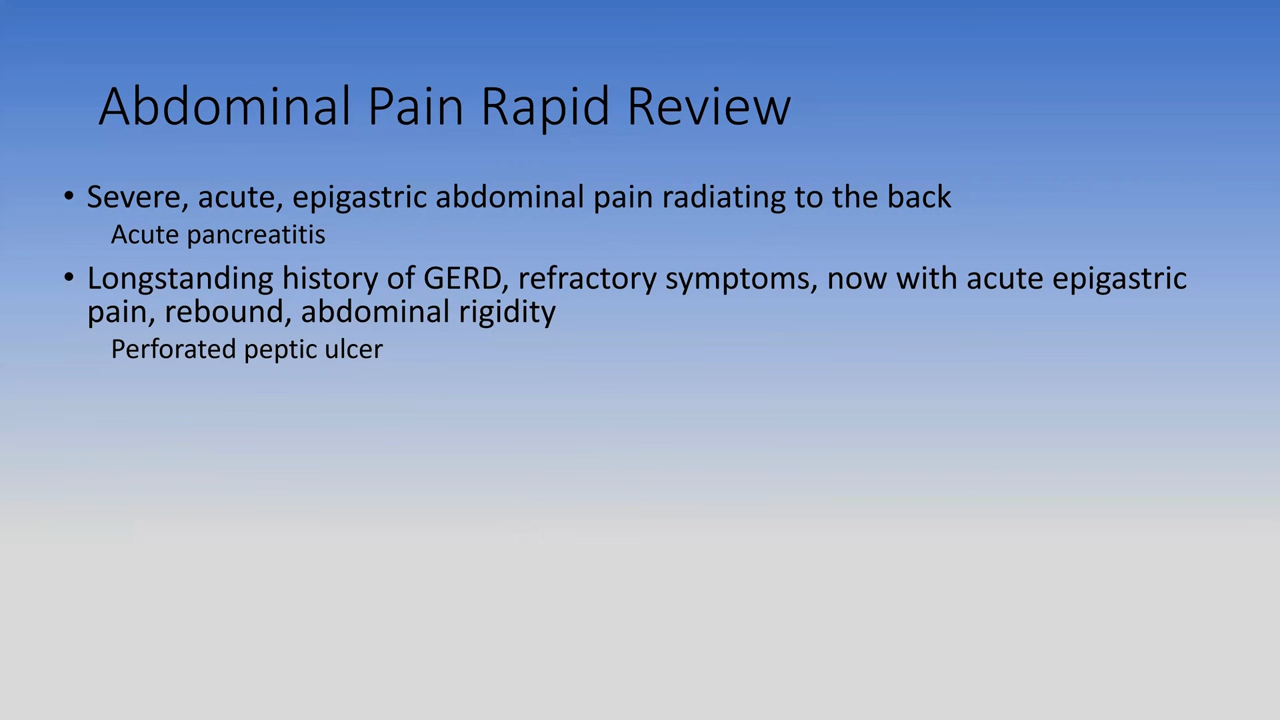 Abdominal Pain Rapid Review
• Severe, acute, epigastric abdominal pain radiating to the back
Acute pancreatitis
• Longstanding history of GERD, refractory symptoms, now with acute epigastric
pain, rebound, abdominal rigidity
Perforated peptic ulcer